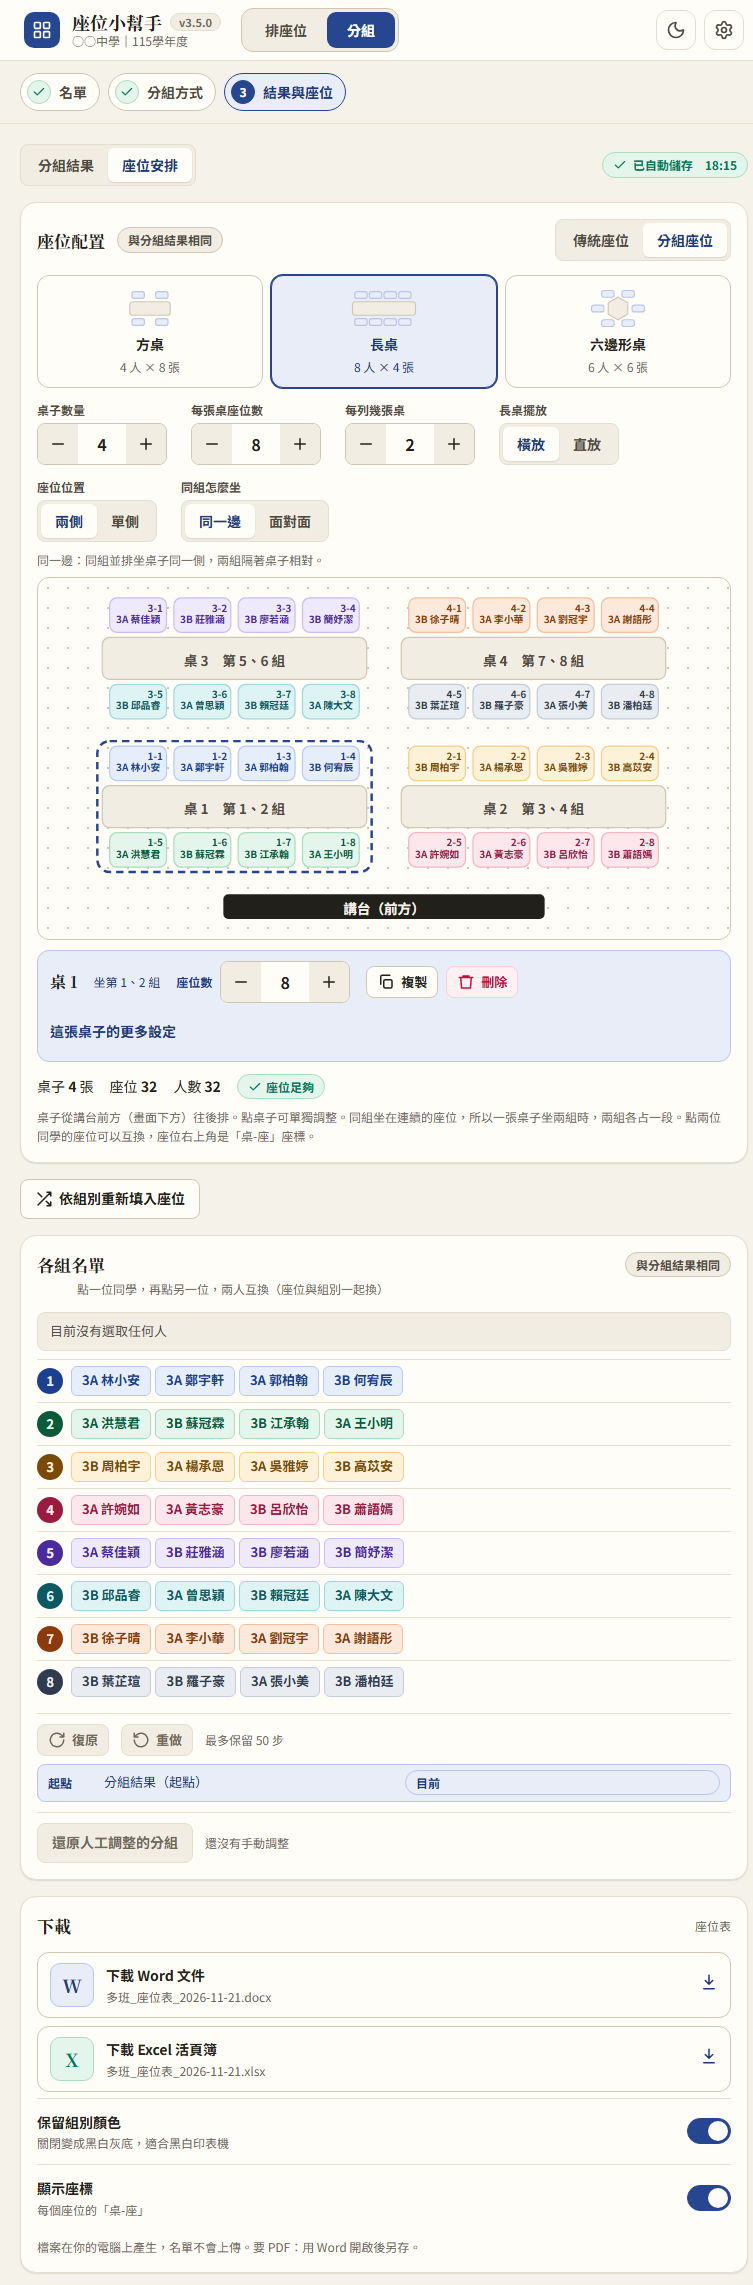 座位小幫手 v3.5.0
○○中學｜115學年度
排座位 分組
名單 分組方式 3 結果與座位
分組結果 座位安排 已自動儲存 18:15
座位配置 與分組結果相同 傳統座位 分組座位
方桌 長桌 六邊形桌
4 人 × 8 張 8 人 × 4 張 6 人 × 6 張
桌子數量 每張桌座位數 每列幾張桌 長桌擺放
− 4 + − 8 + − 2 + 橫放 直放
座位位置 同組怎麼坐
兩側 單側 同一邊 面對面
同一邊：同組並排坐桌子同一側，兩組隔著桌子相對。
3-1 3-2 3-3 3-4 4-1 4-2 4-3 4-4
3A 蔡佳穎 3B 莊雅涵 3B 廖若涵 3B 簡妤潔 3B 徐子晴 3A 李小華 3A 劉冠宇 3A 謝語彤
桌 3 第 5、6 組 桌 4 第 7、8 組
3-5 3-6 3-7 3-8 4-5 4-6 4-7 4-8
3B 邱品睿 3A 曾思穎 3B 賴冠廷 3A 陳大文 3B 葉芷瑄 3B 羅子豪 3A 張小美 3B 潘柏廷
1-1 1-2 1-3 1-4 2-1 2-2 2-3 2-4
3A 林小安 3A 鄭宇軒 3A 郭柏翰 3B 何宥辰 3B 周柏宇 3A 楊承恩 3A 吳雅婷 3B 高苡安
桌 1 第 1、2 組 桌 2 第 3、4 組
1-5 1-6 1-7 1-8 2-5 2-6 2-7 2-8
3A 洪慧君 3B 蘇冠霖 3B 江承翰 3A 王小明 3A 許婉如 3A 黃志豪 3B 呂欣怡 3B 蕭語嫣
講台（前方）
桌 1 坐第 1、2 組 座位數 − 8 + 複製 刪除
這張桌子的更多設定
桌子 4 張 座位 32 人數 32 座位足夠
桌子從講台前方（畫面下方）往後排。點桌子可單獨調整。同組坐在連續的座位，所以一張桌子坐兩組時，兩組各占一段。點兩位
同學的座位可以互換，座位右上角是「桌-座」座標。
依組別重新填入座位
各組名單 與分組結果相同
點一位同學，再點另一位，兩人互換（座位與組別一起換）
目前沒有選取任何人
1 3A 林小安 3A 鄭宇軒 3A 郭柏翰 3B 何宥辰
2 3A 洪慧君 3B 蘇冠霖 3B 江承翰 3A 王小明
3 3B 周柏宇 3A 楊承恩 3A 吳雅婷 3B 高苡安
4 3A 許婉如 3A 黃志豪 3B 呂欣怡 3B 蕭語嫣
5 3A 蔡佳穎 3B 莊雅涵 3B 廖若涵 3B 簡妤潔
6 3B 邱品睿 3A 曾思穎 3B 賴冠廷 3A 陳大文
7 3B 徐子晴 3A 李小華 3A 劉冠宇 3A 謝語彤
8 3B 葉芷瑄 3B 羅子豪 3A 張小美 3B 潘柏廷
復原 重做 最多保留 50 步
起點 分組結果（起點） 目前
還原人工調整的分組 還沒有手動調整
下載 座位表
W 下載 Word 文件
多班_座位表_2026-11-21.docx
X 下載 Excel 活頁簿
多班_座位表_2026-11-21.xlsx
保留組別顏色
關閉變成黑白灰底，適合黑白印表機
顯示座標
每個座位的「桌-座」
檔案在你的電腦上產生，名單不會上傳。要 PDF：用 Word 開啟後另存。